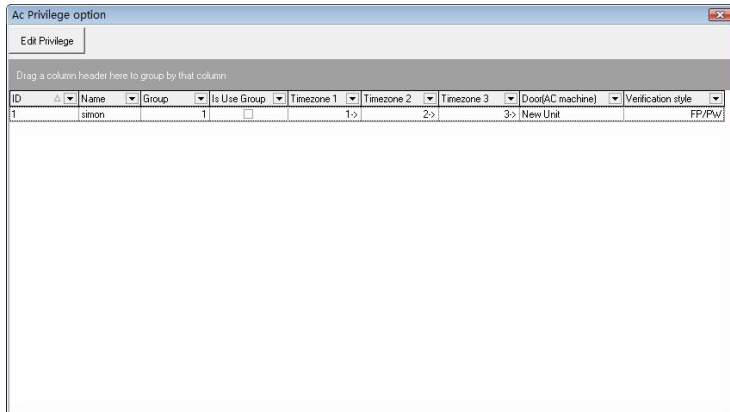 Ac Privilege option
Edit Privilege
Drag a column header here to group by that column
ID Name Group Is Use Group Timezone 1 Timezone 2 Timezone 3 Door(AC machine) Verification style
1 simon 1 1-> 2-> 3-> New Unit FP/PW